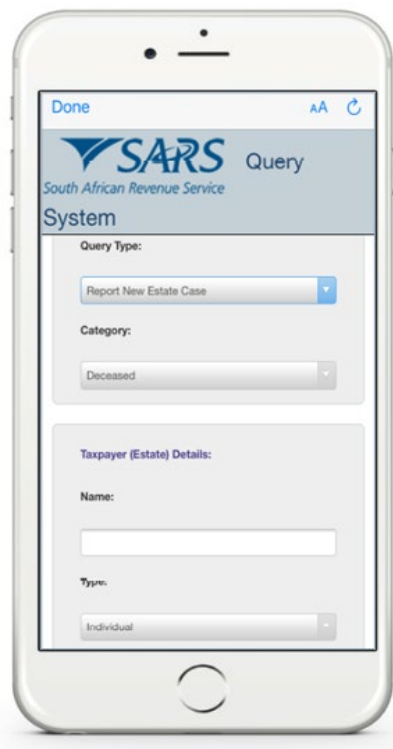 Done AA
SARS Query
South African Revenue Service
System
Query Type:
Report New Estate Case
Category:
Deceased
Taxpayer (Estate) Details:
Name:
Type:
Individual